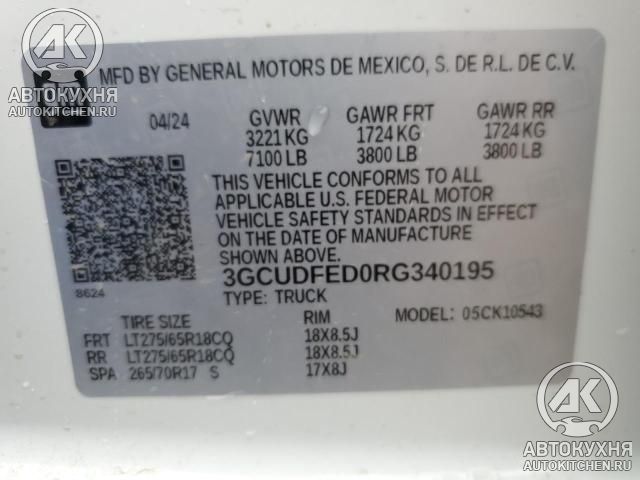 MFD BY GENERAL MOTORS DE MEXICO, S. DE R.L. DE C.V.
04/24 GVWR GAWR FRT GAWR RR
3221 KG 1724 KG 1724 KG
7100 LB 3800 LB 3800 LB
THIS VEHICLE CONFORMS TO ALL
APPLICABLE U.S. FEDERAL MOTOR
VEHICLE SAFETY STANDARDS IN EFFECT
ON THE DATE OF MANUFACTURE
SHOWN ABOVE.
8624
3GCUDFED0RG340195
TYPE: TRUCK
MODEL: 05CK10543
TIRE SIZE RIM
FRT LT275/65R18CQ 18X8.5J
RR LT275/65R18CQ 18X8.5J
SPA 265/70R17 S 17X8J
АК
АВТОКУХНЯ
AUTOKITCHEN.RU
АК
АВТОКУХНЯ
AUTOKITCHEN.RU